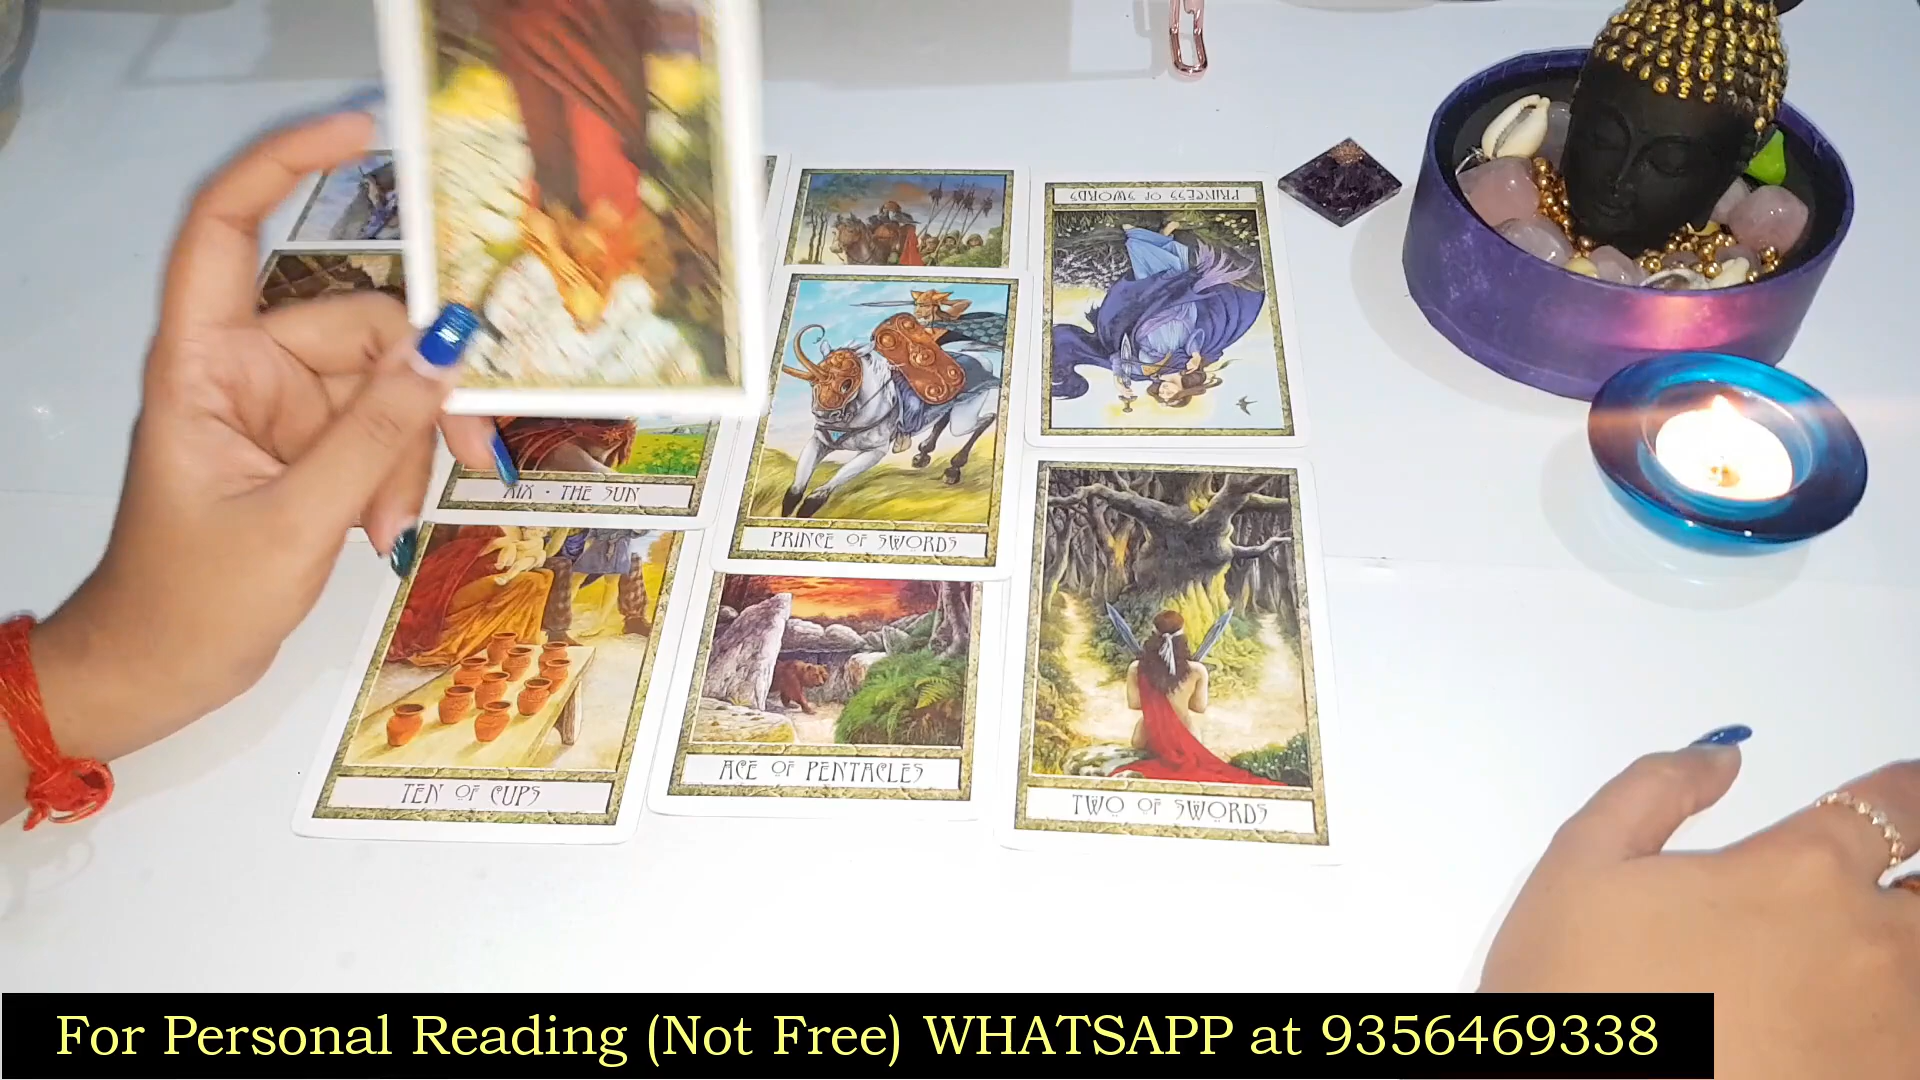 PRINCESS OF SWORDS
XIX · THE SUN
PRINCE OF SWORDS
TEN OF CUPS
ACE OF PENTACLES
TWO OF SWORDS
For Personal Reading (Not Free) WHATSAPP at 9356469338